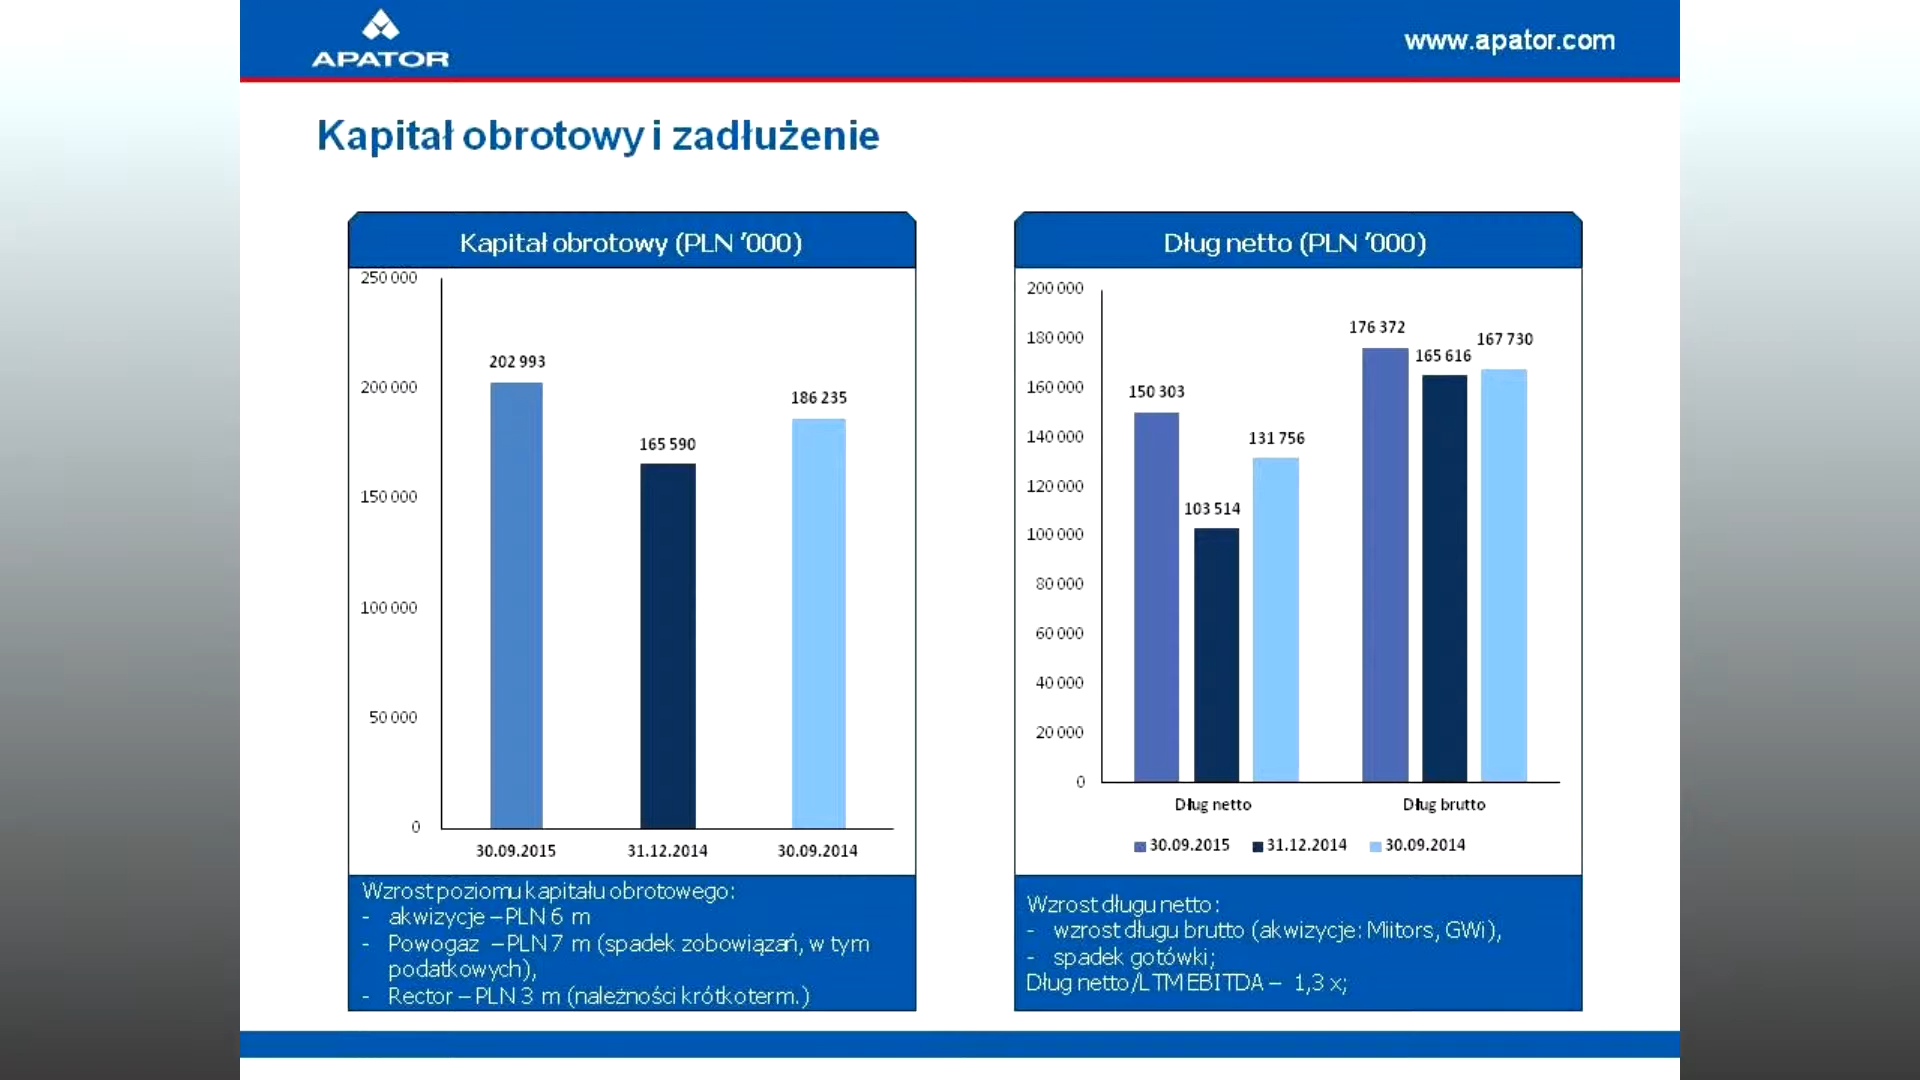 APATOR
www.apator.com
Kapitał obrotowy i zadłużenie
Kapitał obrotowy (PLN '000)
250 000
200 000
150 000
100 000
50 000
0
202 993
165 590
186 235
30.09.2015
31.12.2014
30.09.2014
Wzrost poziomu kapitału obrotowego:
- akwizycje – PLN 6 m
- Powogaz – PLN 7 m (spadek zobowiązań, w tym
podatkowych),
- Rector – PLN 3 m (należności krótkoterm.)
Dług netto (PLN '000)
200 000
180 000
160 000
140 000
120 000
100 000
80 000
60 000
40 000
20 000
0
150 303
103 514
131 756
176 372
165 616
167 730
Dług netto
Dług brutto
30.09.2015
31.12.2014
30.09.2014
Wzrost długu netto:
- wzrost długu brutto (akwizycje: Miitors, GWi),
- spadek gotówki;
Dług netto/LTM EBITDA – 1,3 x;